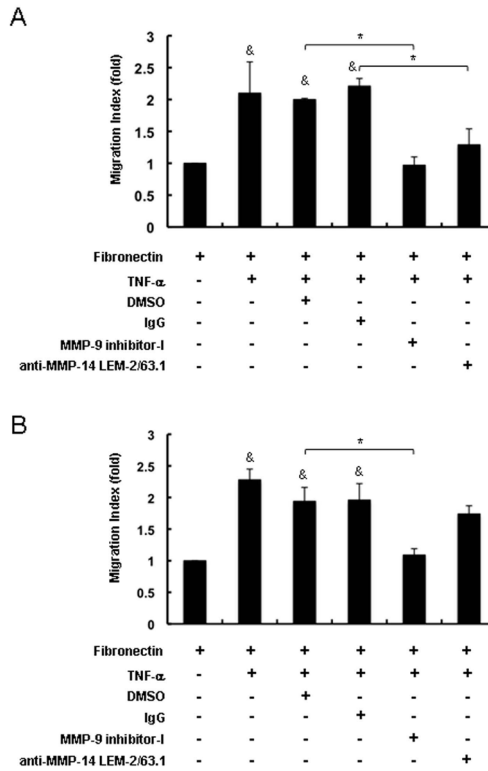 A
Migration Index (fold)
3
2.5
2
1.5
1
0.5
0
& & & * *
Fibronectin + + + + + +
TNF-α - + + + + +
DMSO - - + - - -
IgG - - - + - -
MMP-9 inhibitor-I - - - - + -
anti-MMP-14 LEM-2/63.1 - - - - - +
B
Migration Index (fold)
3
2.5
2
1.5
1
0.5
0
& & & *
Fibronectin + + + + + +
TNF-α - + + + + +
DMSO - - + - - -
IgG - - - + - -
MMP-9 inhibitor-I - - - - + -
anti-MMP-14 LEM-2/63.1 - - - - - +